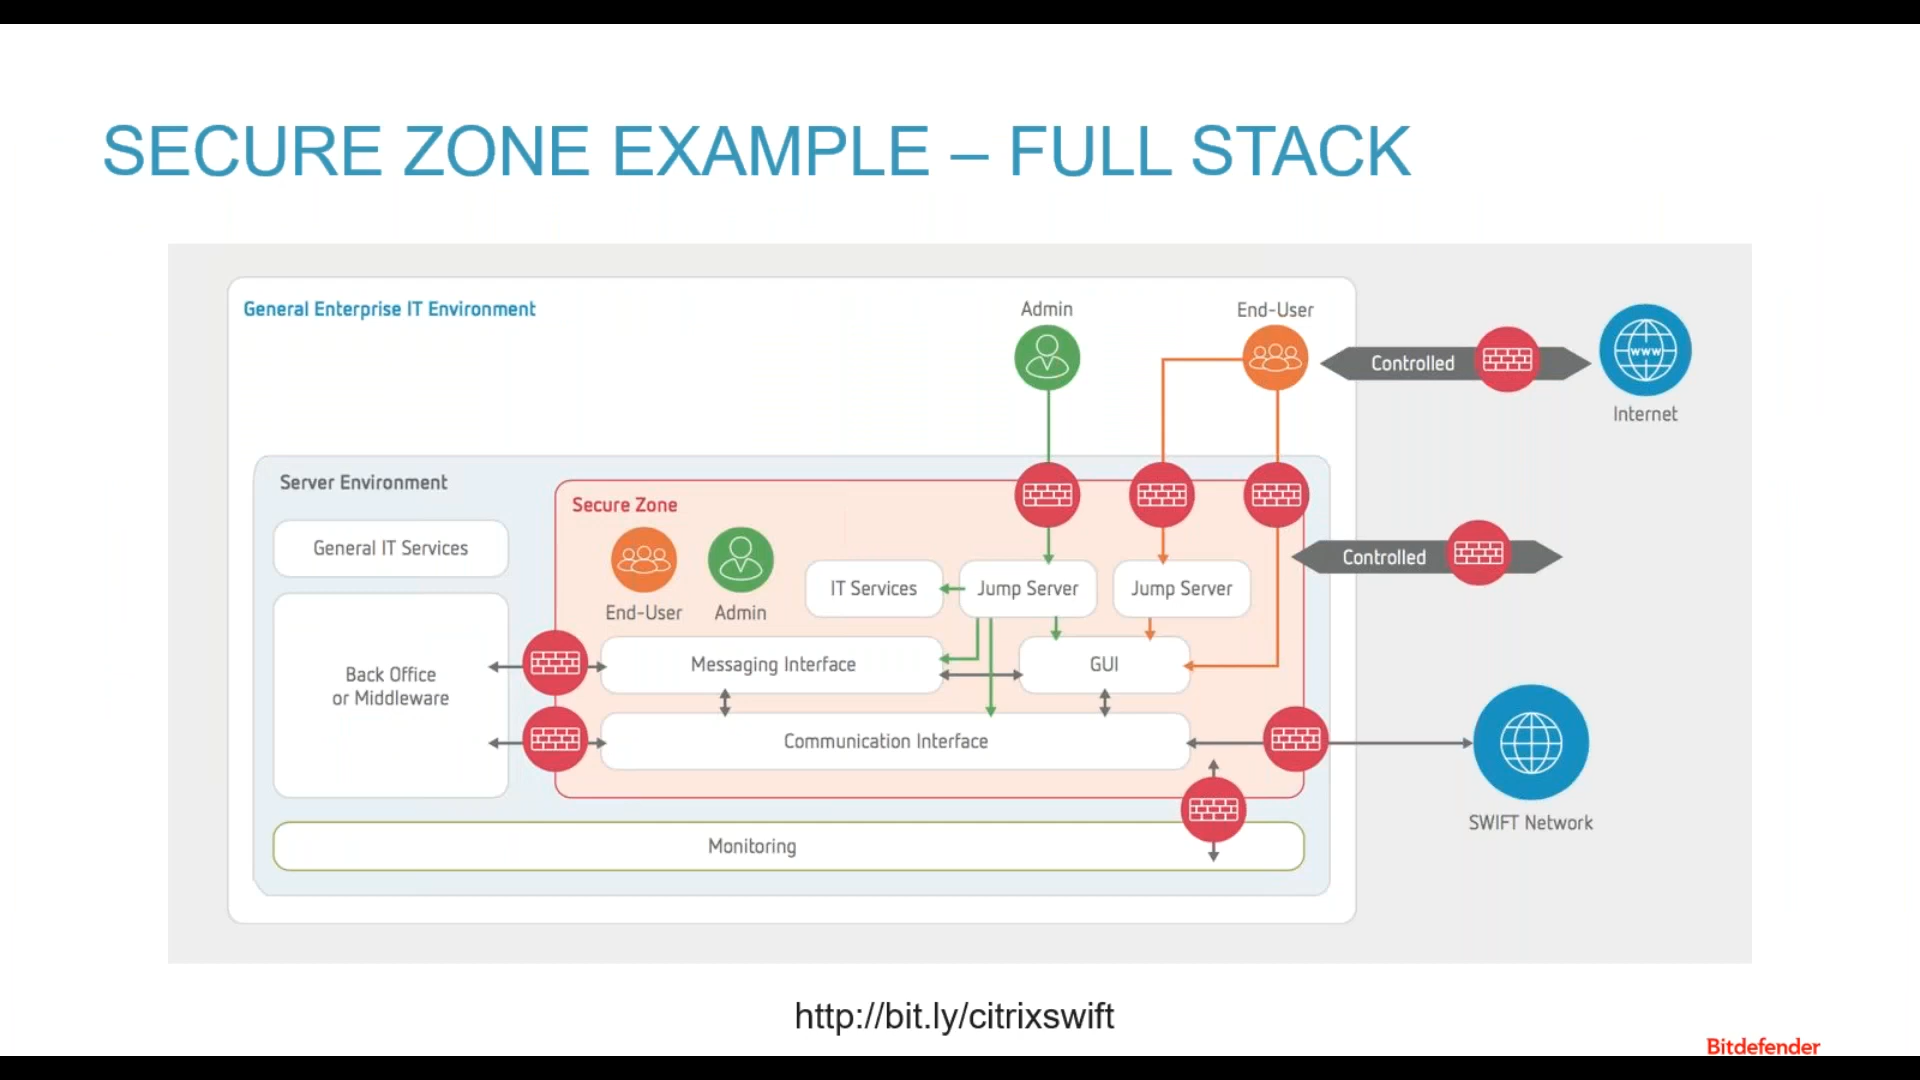 SECURE ZONE EXAMPLE – FULL STACK
General Enterprise IT Environment
Admin
End-User
Controlled
www
Internet
Server Environment
General IT Services
Back Office
or Middleware
Secure Zone
End-User
Admin
IT Services
Jump Server
Jump Server
Controlled
Messaging Interface
GUI
Communication Interface
SWIFT Network
Monitoring
http://bit.ly/citrixswift
Bitdefender